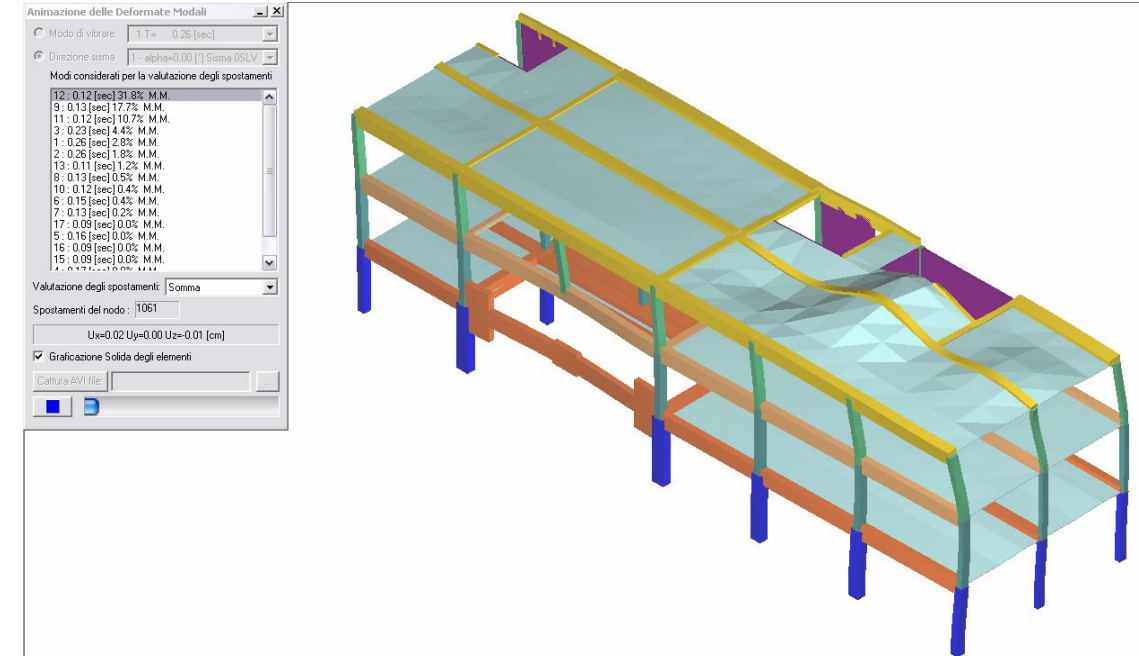 Animazione delle Deformate Modali
Modo di vibrare 1 T= 0.26 [sec]
Direzione sisma 1 - alpha=0.00 [°] Sisma 0SLV
Modi considerati per la valutazione degli spostamenti
12 : 0.12 [sec] 31.8% M.M.
9 : 0.13 [sec] 17.7% M.M.
11 : 0.12 [sec] 10.7% M.M.
3 : 0.23 [sec] 4.4% M.M.
1 : 0.26 [sec] 2.8% M.M.
2 : 0.26 [sec] 1.8% M.M.
13 : 0.11 [sec] 1.2% M.M.
8 : 0.13 [sec] 0.5% M.M.
10 : 0.12 [sec] 0.4% M.M.
6 : 0.15 [sec] 0.4% M.M.
7 : 0.13 [sec] 0.2% M.M.
17 : 0.09 [sec] 0.0% M.M.
5 : 0.16 [sec] 0.0% M.M.
16 : 0.09 [sec] 0.0% M.M.
15 : 0.09 [sec] 0.0% M.M.
4 : 0.17 [sec] 0.0% M.M.
Valutazione degli spostamenti: Somma
Spostamenti del nodo : 1061
Ux=0.02 Uy=0.00 Uz=-0.01 [cm]
Graficazione Solida degli elementi
Cattura AVI file: ...